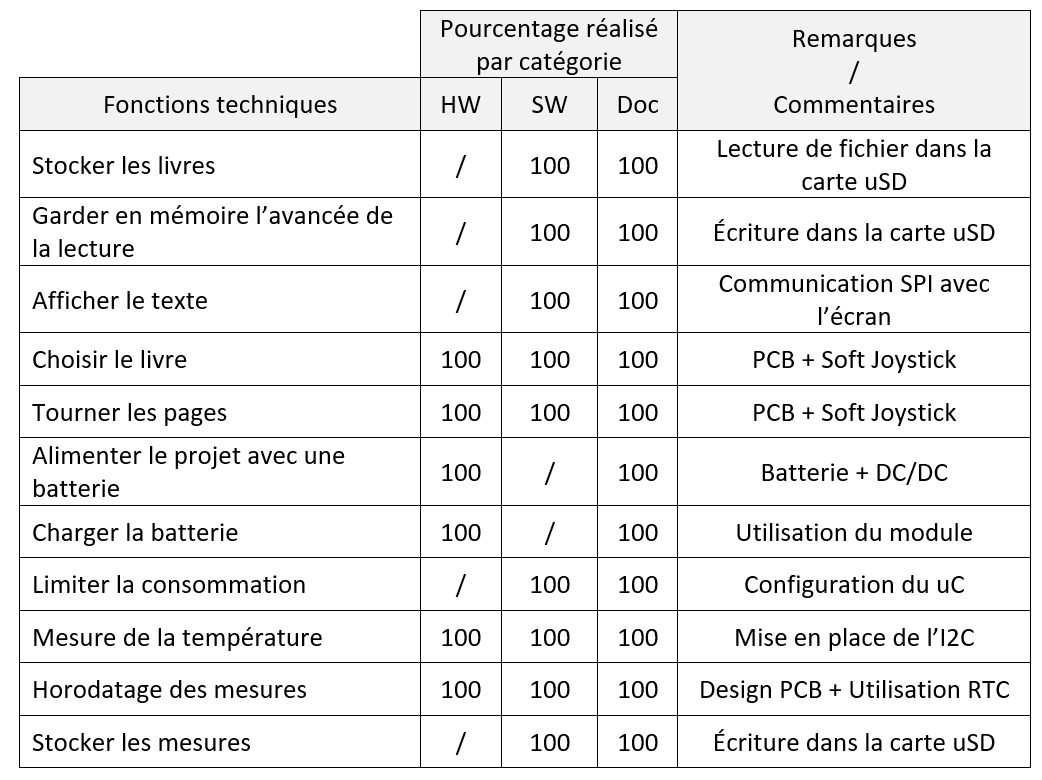 Pourcentage réalisé
par catégorie
Remarques
/
Commentaires
Fonctions techniques HW SW Doc
Stocker les livres / 100 100 Lecture de fichier dans la
carte uSD
Garder en mémoire l’avancée de
la lecture / 100 100 Écriture dans la carte uSD
Afficher le texte / 100 100 Communication SPI avec
l’écran
Choisir le livre 100 100 100 PCB + Soft Joystick
Tourner les pages 100 100 100 PCB + Soft Joystick
Alimenter le projet avec une
batterie 100 / 100 Batterie + DC/DC
Charger la batterie 100 / 100 Utilisation du module
Limiter la consommation / 100 100 Configuration du uC
Mesure de la température 100 100 100 Mise en place de l’I2C
Horodatage des mesures 100 100 100 Design PCB + Utilisation RTC
Stocker les mesures / 100 100 Écriture dans la carte uSD